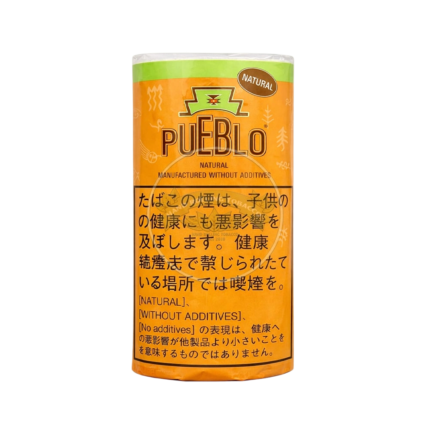 NATURAL
PUEBLO
NATURAL
MANUFACTURED WITHOUT ADDITIVES
たばこの煙は、子供の
の健康にも悪影響を
及ぼします。健康
で禁じられたて
いる場所では喫煙を。
[NATURAL]、
[WITHOUT ADDITIVES]、
[No additives] の表現は、健康へ
の悪影響が他製品より小さいことを
を意味するものではありません。